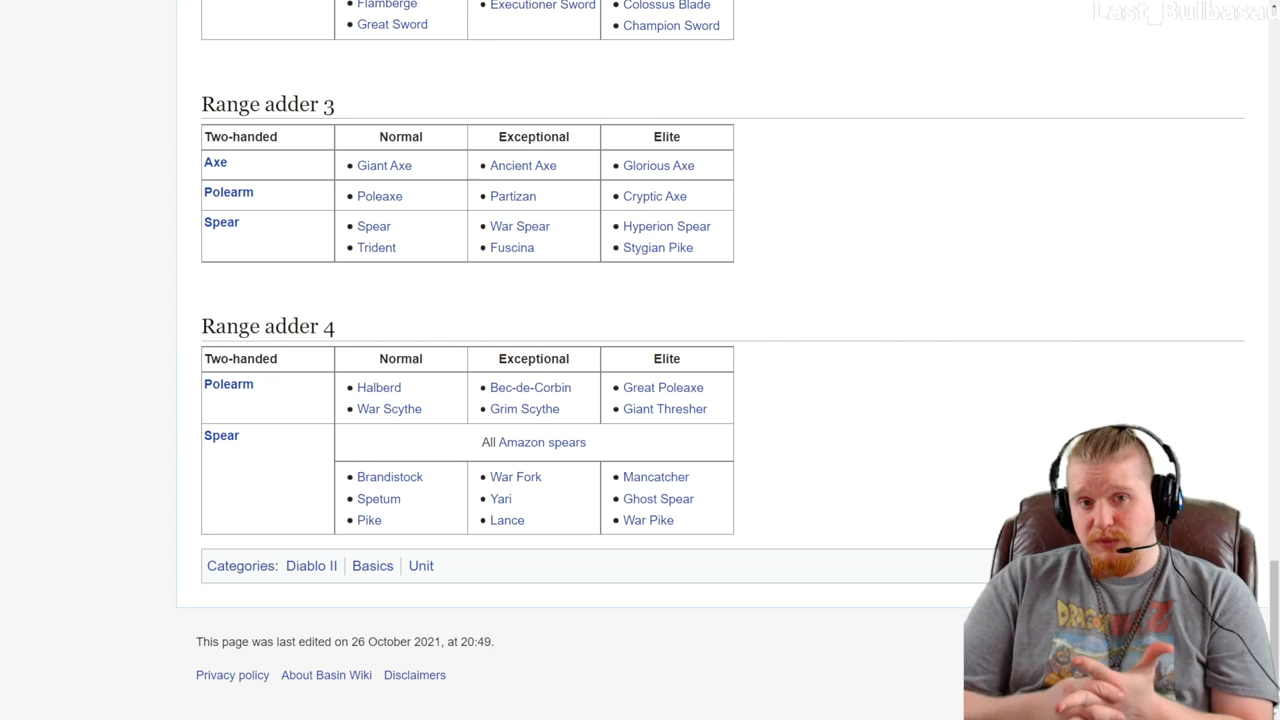 Flamberge
Executioner Sword
Colossus Blade
Great Sword
Champion Sword
Range adder 3
Two-handed Normal Exceptional Elite
Axe Giant Axe Ancient Axe Glorious Axe
Polearm Poleaxe Partizan Cryptic Axe
Spear Spear War Spear Hyperion Spear
Trident Fuscina Stygian Pike
Range adder 4
Two-handed Normal Exceptional Elite
Polearm Halberd Bec-de-Corbin Great Poleaxe
War Scythe Grim Scythe Giant Thresher
Spear All Amazon spears
Brandistock War Fork Mancatcher
Spetum Yari Ghost Spear
Pike Lance War Pike
Categories: Diablo II Basics Unit
This page was last edited on 26 October 2021, at 20:49.
Privacy policy About Basin Wiki Disclaimers